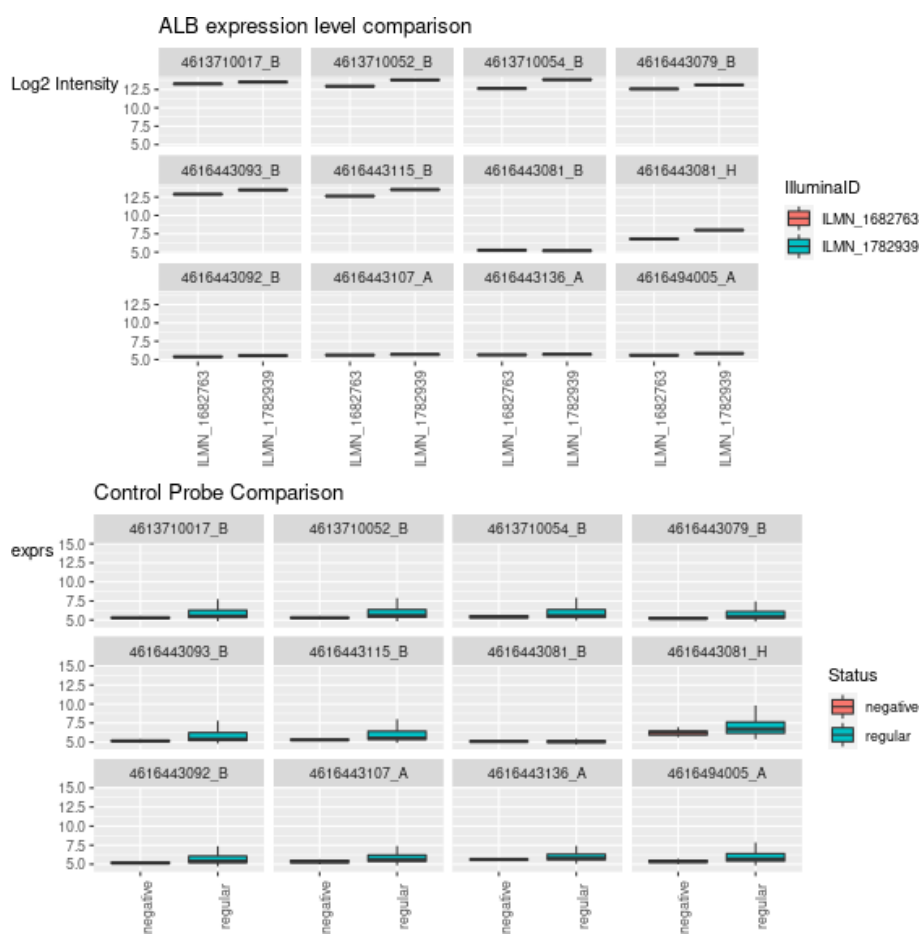 ALB expression level comparison
4613710017_B 4613710052_B 4613710054_B 4616443079_B
Log2 Intensity
12.5
10.0
7.5
5.0
4616443093_B 4616443115_B 4616443081_B 4616443081_H
12.5
10.0
7.5
5.0
IlluminaID
ILMN_1682763
ILMN_1782939
4616443092_B 4616443107_A 4616443136_A 4616494005_A
12.5
10.0
7.5
5.0
ILMN_1682763 ILMN_1782939 ILMN_1682763 ILMN_1782939 ILMN_1682763 ILMN_1782939 ILMN_1682763 ILMN_1782939
Control Probe Comparison
4613710017_B 4613710052_B 4613710054_B 4616443079_B
exprs
15.0
12.5
10.0
7.5
5.0
4616443093_B 4616443115_B 4616443081_B 4616443081_H
15.0
12.5
10.0
7.5
5.0
Status
negative
regular
4616443092_B 4616443107_A 4616443136_A 4616494005_A
15.0
12.5
10.0
7.5
5.0
negative regular negative regular negative regular negative regular